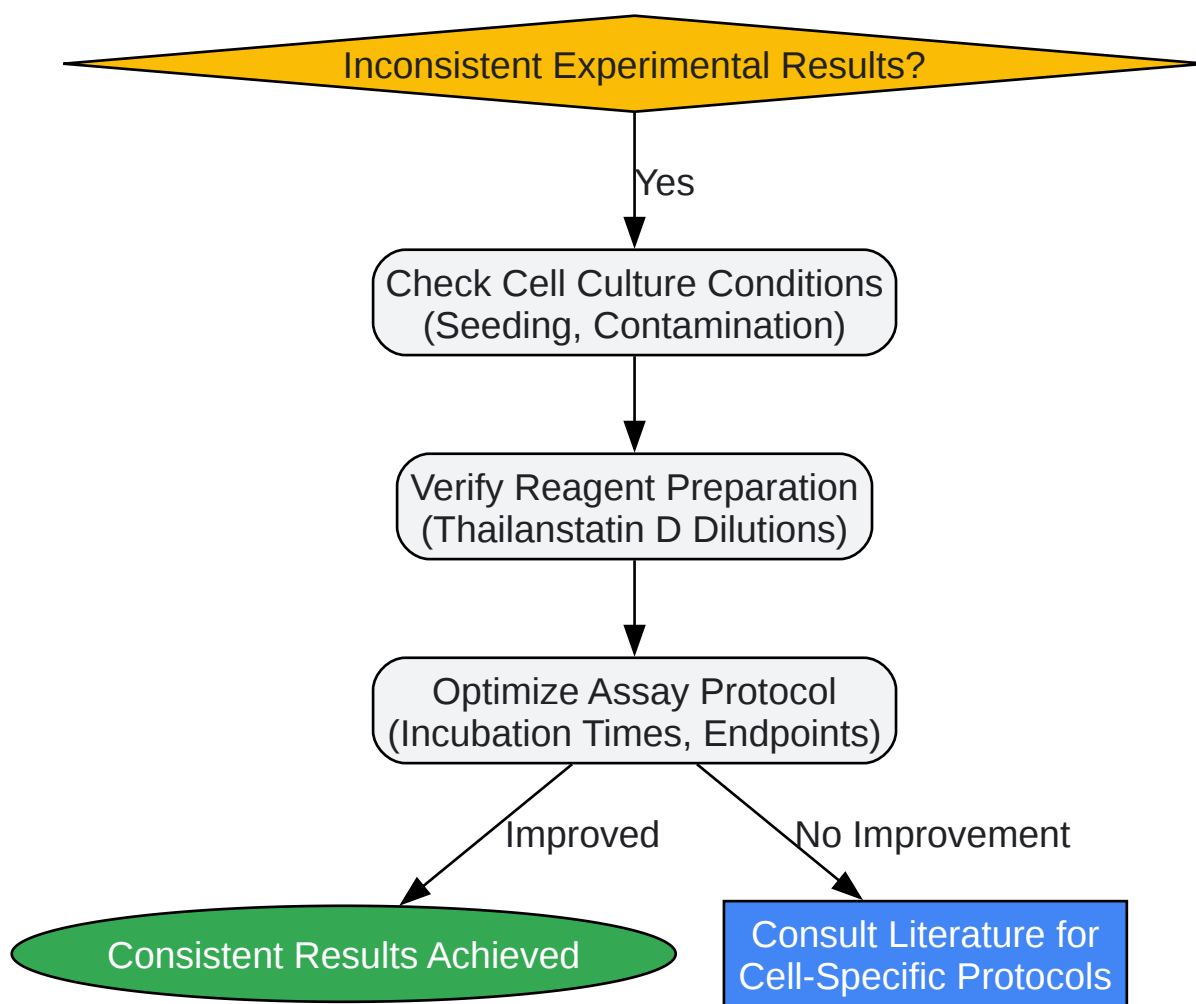 Inconsistent Experimental Results?
Yes
Check Cell Culture Conditions
(Seeding, Contamination)
Verify Reagent Preparation
(Thailanstatin D Dilutions)
Optimize Assay Protocol
(Incubation Times, Endpoints)
Improved
No Improvement
Consistent Results Achieved
Consult Literature for
Cell-Specific Protocols